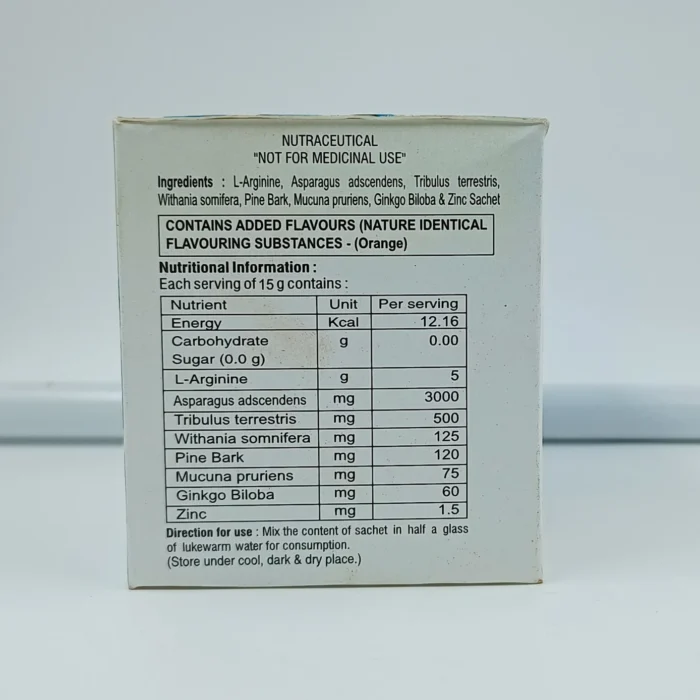 NUTRACEUTICAL
"NOT FOR MEDICINAL USE"
Ingredients : L-Arginine, Asparagus adscendens, Tribulus terrestris,
Withania somifera, Pine Bark, Mucuna pruriens, Ginkgo Biloba & Zinc Sachet
CONTAINS ADDED FLAVOURS (NATURE IDENTICAL
FLAVOURING SUBSTANCES - (Orange)
Nutritional Information :
Each serving of 15 g contains :
Nutrient Unit Per serving
Energy Kcal 12.16
Carbohydrate g 0.00
Sugar (0.0 g)
L-Arginine g 5
Asparagus adscendens mg 3000
Tribulus terrestris mg 500
Withania somnifera mg 125
Pine Bark mg 120
Mucuna pruriens mg 75
Ginkgo Biloba mg 60
Zinc mg 1.5
Direction for use : Mix the content of sachet in half a glass
of lukewarm water for consumption.
(Store under cool, dark & dry place.)